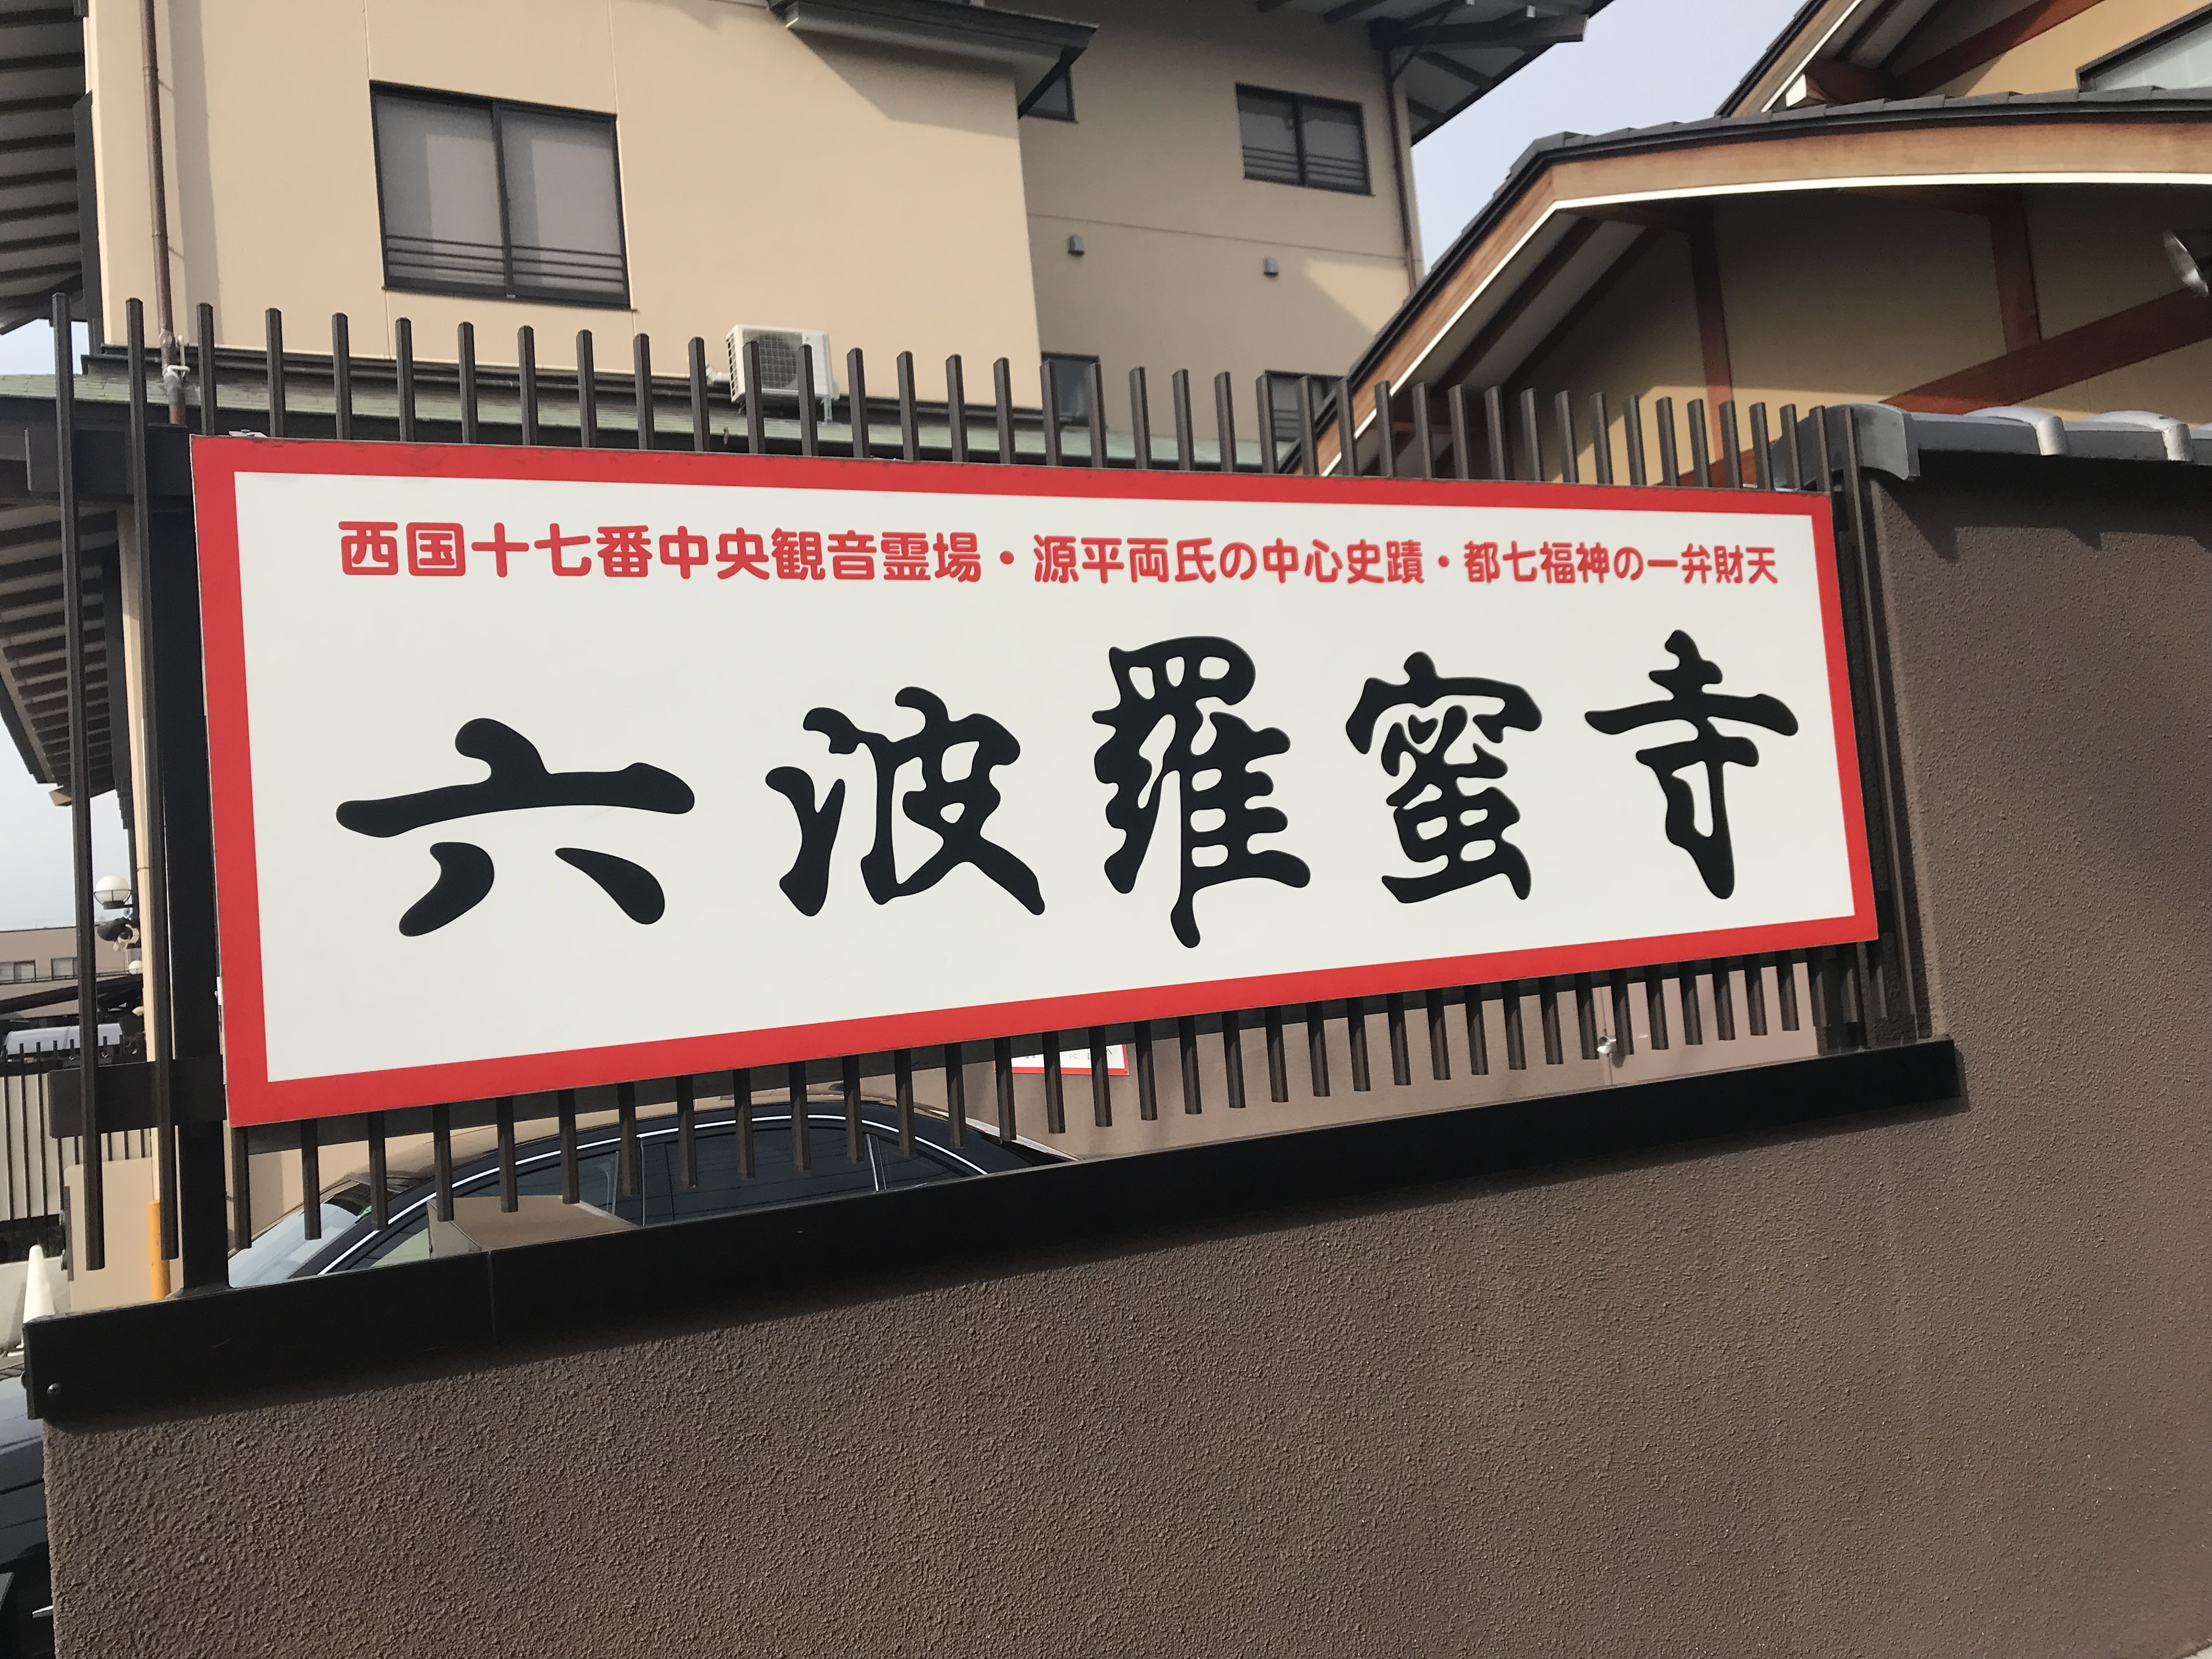 西国十七番中央観音霊場・源平両氏の中心史蹟・都七福神の一弁財天
六波羅蜜寺